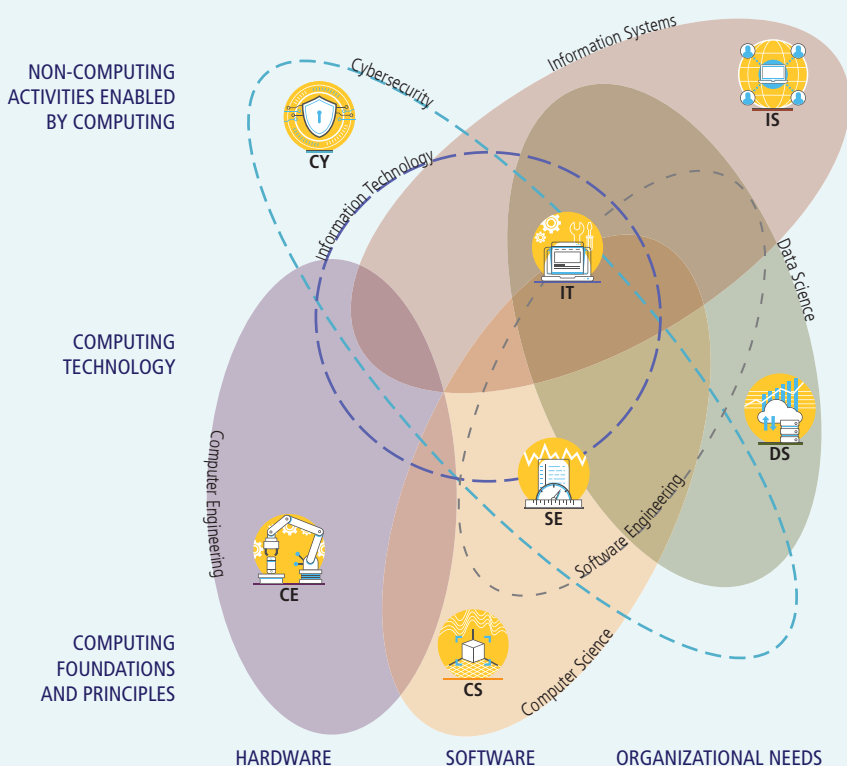 Information Systems
NON-COMPUTING
ACTIVITIES ENABLED
BY COMPUTING
Cybersecurity
IS
CY
Information Technology
Data Science
IT
COMPUTING
TECHNOLOGY
DS
Computer Engineering
SE
Software Engineering
CE
COMPUTING
FOUNDATIONS
AND PRINCIPLES
CS
Computer Science
HARDWARE
SOFTWARE
ORGANIZATIONAL NEEDS